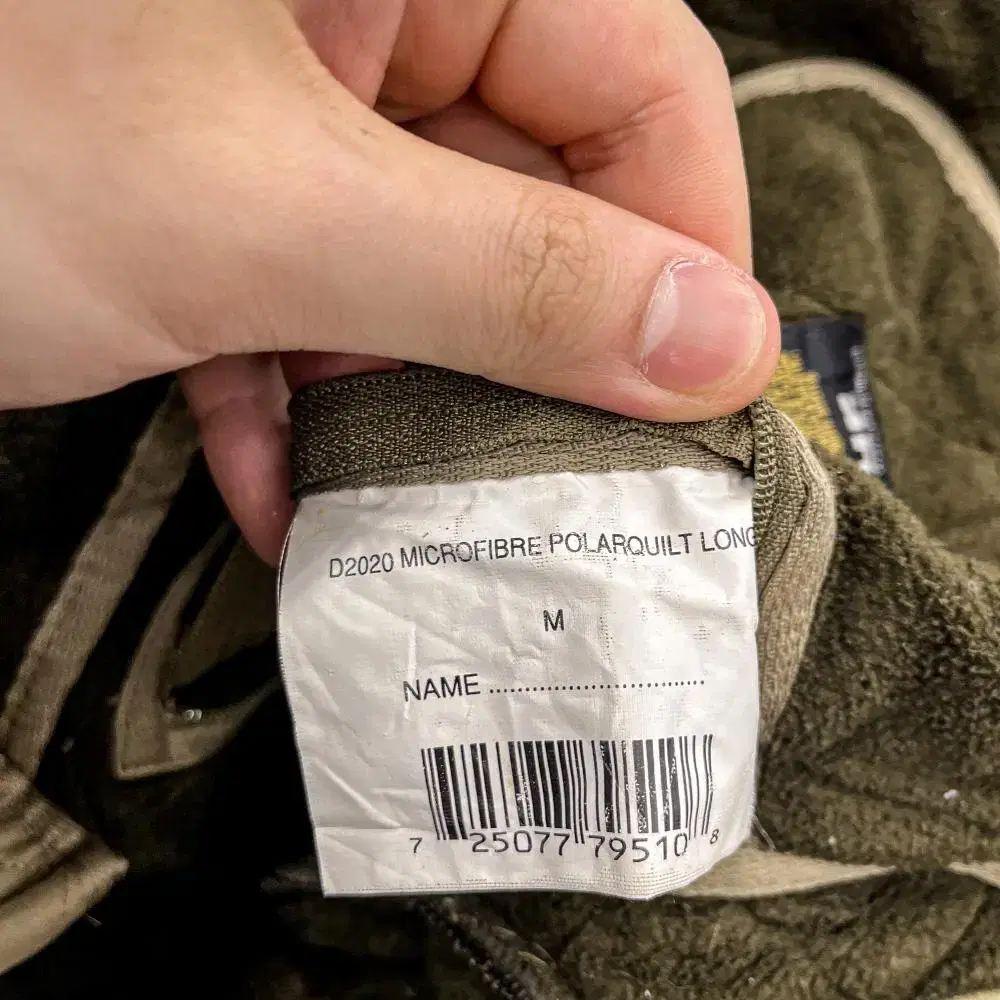 D2020 MICROFIBRE POLARQUILT LONG
M
NAME ..............................
7 25077 79510 8